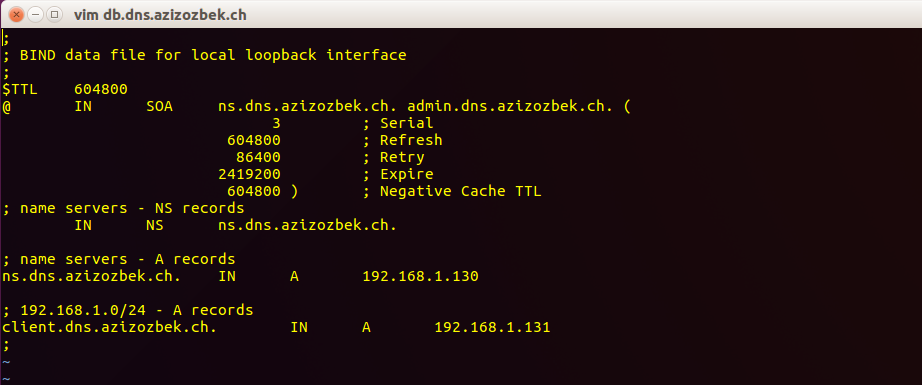 vim db.dns.azizozbek.ch
;
; BIND data file for local loopback interface
;
$TTL    604800
@       IN      SOA     ns.dns.azizozbek.ch. admin.dns.azizozbek.ch. (
                              3         ; Serial
                         604800         ; Refresh
                          86400         ; Retry
                        2419200         ; Expire
                         604800 )       ; Negative Cache TTL
; name servers - NS records
        IN      NS      ns.dns.azizozbek.ch.

; name servers - A records
ns.dns.azizozbek.ch.    IN      A       192.168.1.130

; 192.168.1.0/24 - A records
client.dns.azizozbek.ch.        IN      A       192.168.1.131
;
~
~